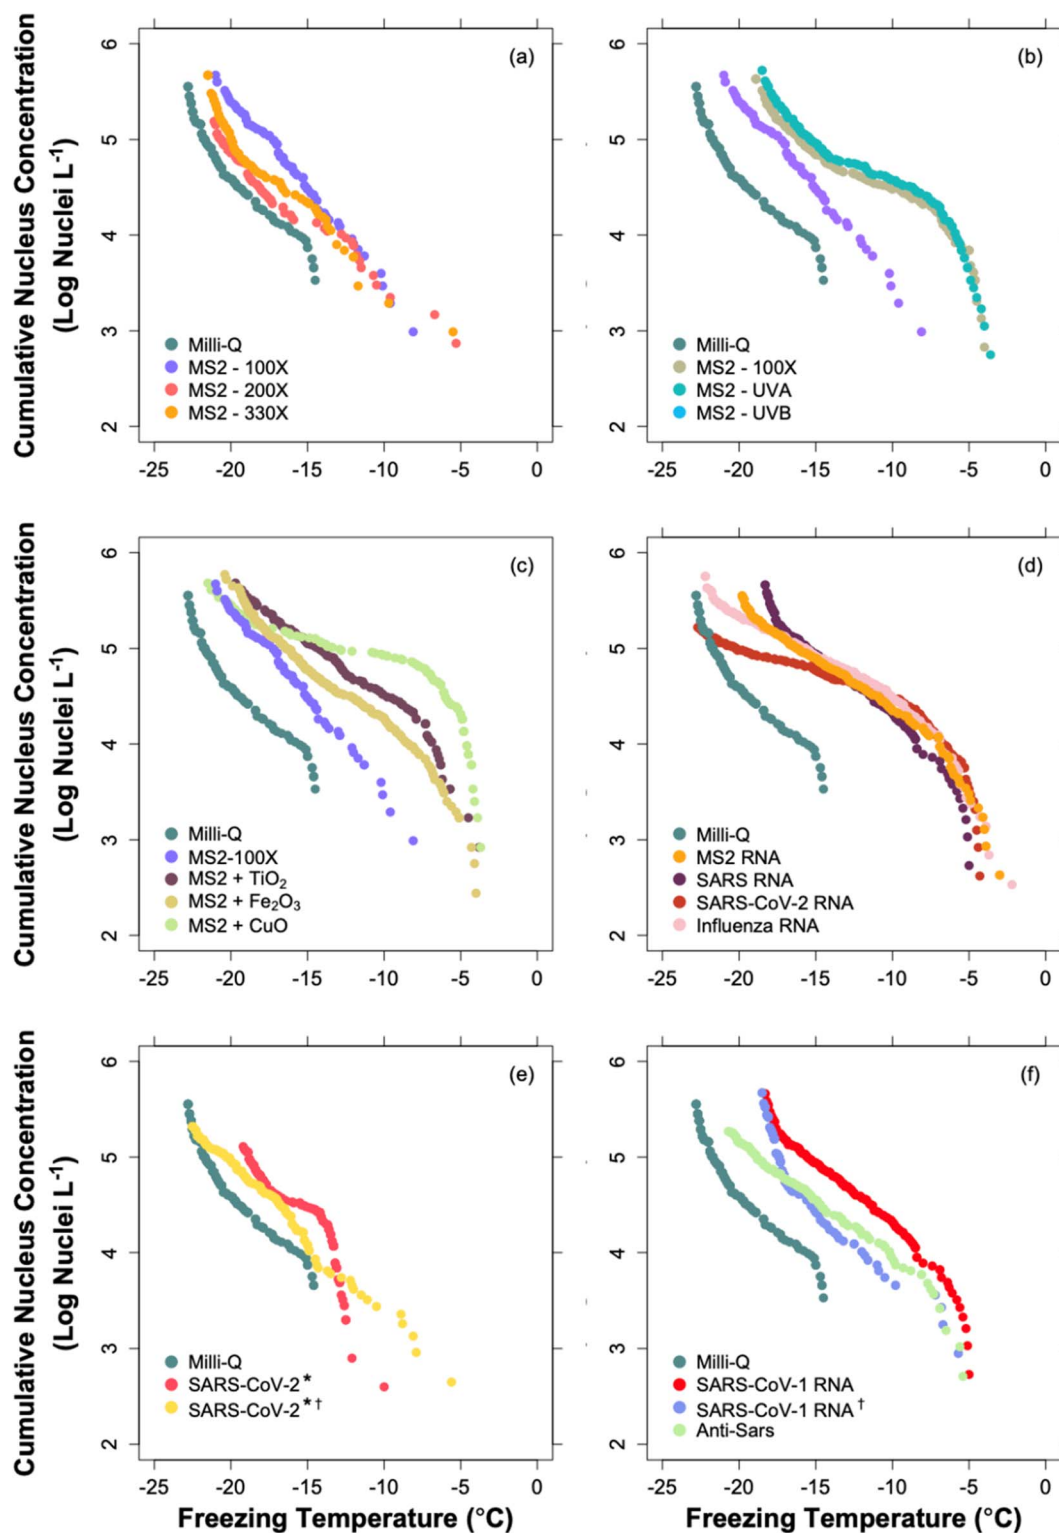 Cumulative Nucleus Concentration
(Log Nuclei L-1)
6
5
4
3
2
(a)
Milli-Q
MS2 - 100X
MS2 - 200X
MS2 - 330X
-25 -20 -15 -10 -5 0
6
5
4
3
2
(b)
Milli-Q
MS2 - 100X
MS2 - UVA
MS2 - UVB
-25 -20 -15 -10 -5 0
Cumulative Nucleus Concentration
(Log Nuclei L-1)
6
5
4
3
2
(c)
Milli-Q
MS2-100X
MS2 + TiO2
MS2 + Fe2O3
MS2 + CuO
-25 -20 -15 -10 -5 0
6
5
4
3
2
(d)
Milli-Q
MS2 RNA
SARS RNA
SARS-CoV-2 RNA
Influenza RNA
-25 -20 -15 -10 -5 0
Cumulative Nucleus Concentration
(Log Nuclei L-1)
6
5
4
3
2
(e)
Milli-Q
SARS-CoV-2*
SARS-CoV-2*†
-25 -20 -15 -10 -5 0
Freezing Temperature (°C)
6
5
4
3
2
(f)
Milli-Q
SARS-CoV-1 RNA
SARS-CoV-1 RNA†
Anti-Sars
-25 -20 -15 -10 -5 0
Freezing Temperature (°C)